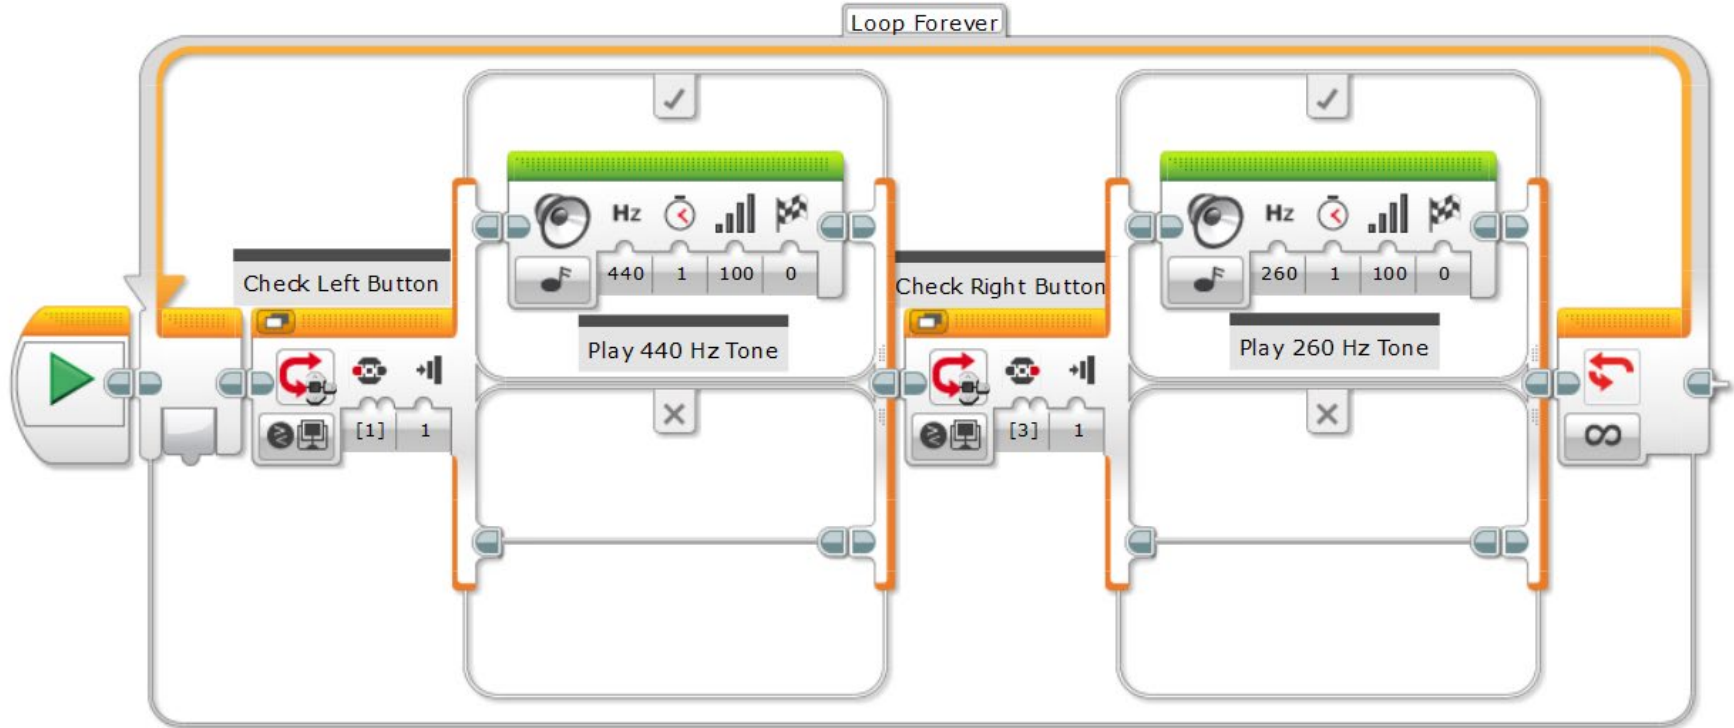 Loop Forever
Check Left Button
[1] 1
Hz
440 1 100 0
Play 440 Hz Tone
Check Right Button
[3] 1
Hz
260 1 100 0
Play 260 Hz Tone
∞